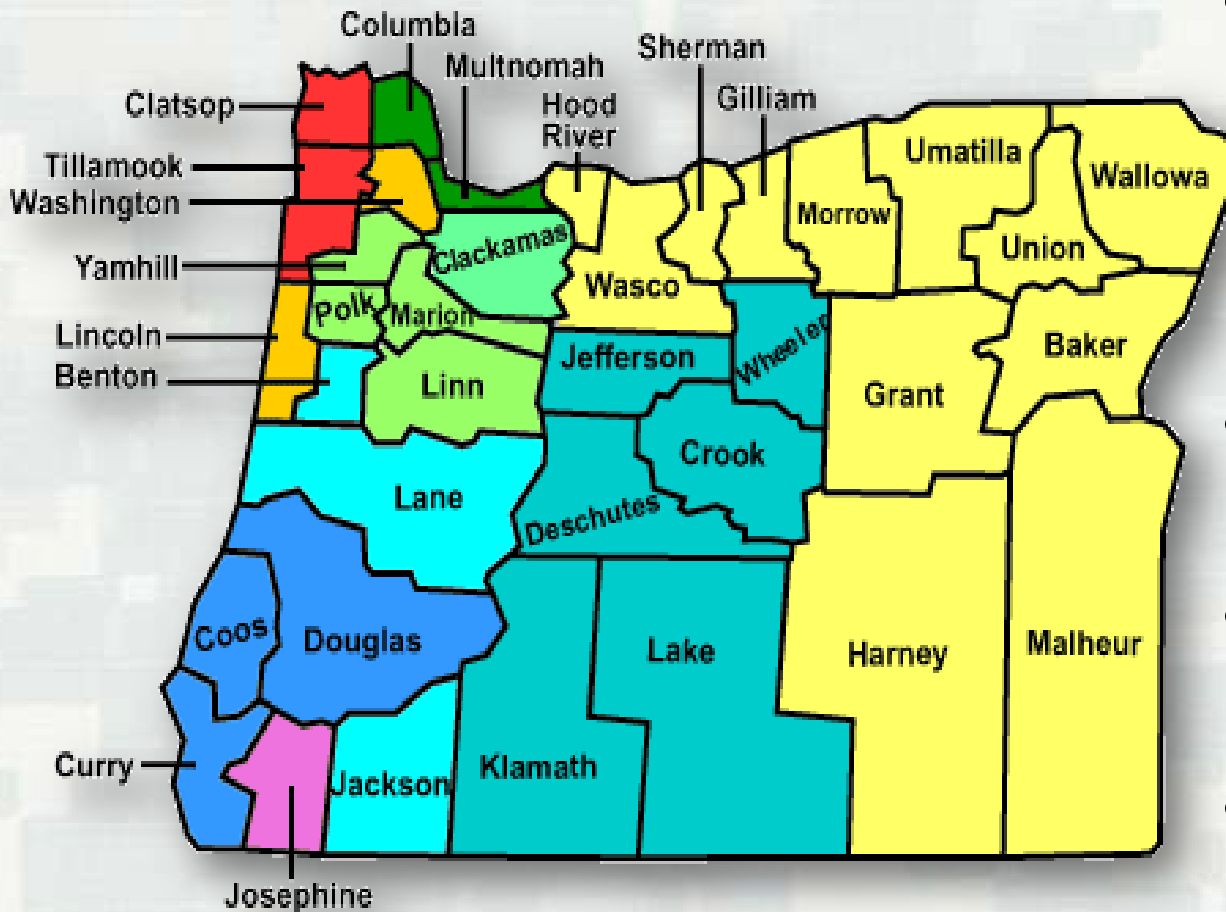 Columbia
Sherman
Multnomah
Clatsop
Hood
River
Gilliam
Tillamook
Washington
Umatilla
Wallowa
Morrow
Clackamas
Union
Yamhill
Wasco
Polk
Marion
Lincoln
Wheeler
Baker
Jefferson
Benton
Linn
Grant
Crook
Lane
Deschutes
Coos
Douglas
Lake
Harney
Malheur
Curry
Klamath
Jackson
Josephine